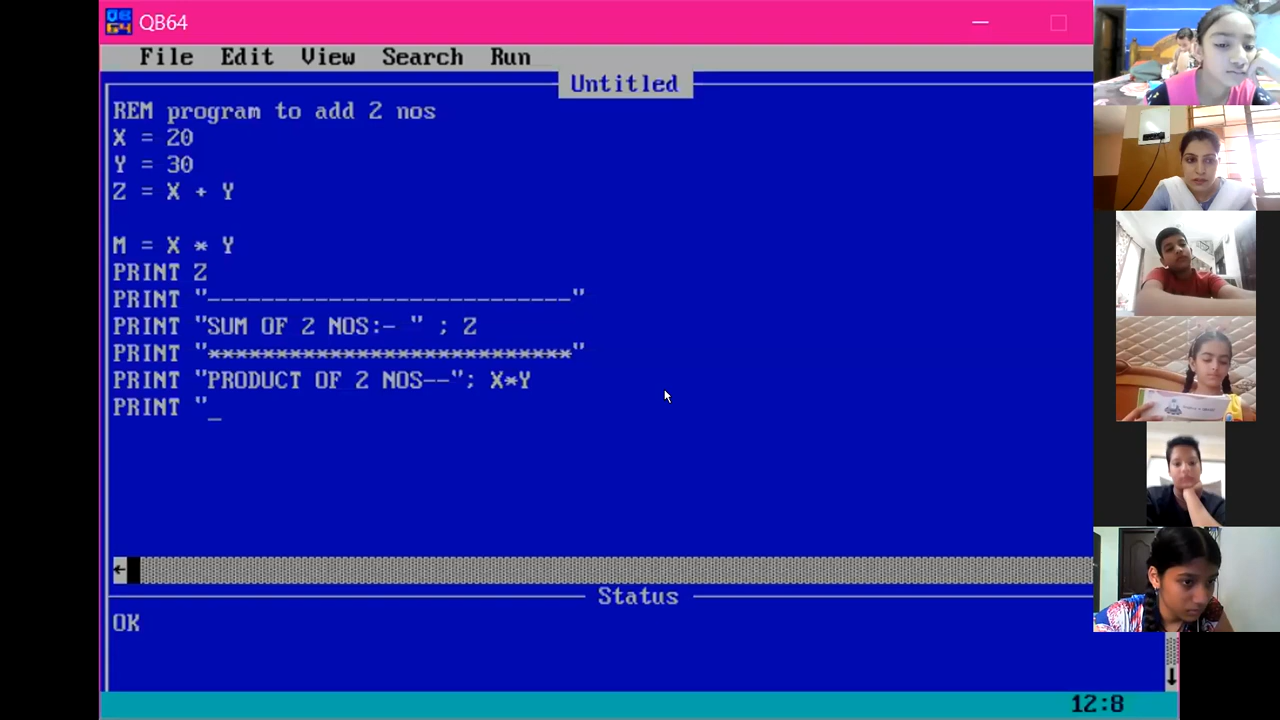 QB64
File Edit View Search Run
Untitled
REM program to add 2 nos
X = 20
Y = 30
Z = X + Y
M = X * Y
PRINT Z
PRINT "---------------------------"
PRINT "SUM OF 2 NOS:- " ; Z
PRINT "***************************"
PRINT "PRODUCT OF 2 NOS--"; X*Y
PRINT "_
Status
OK
12:8